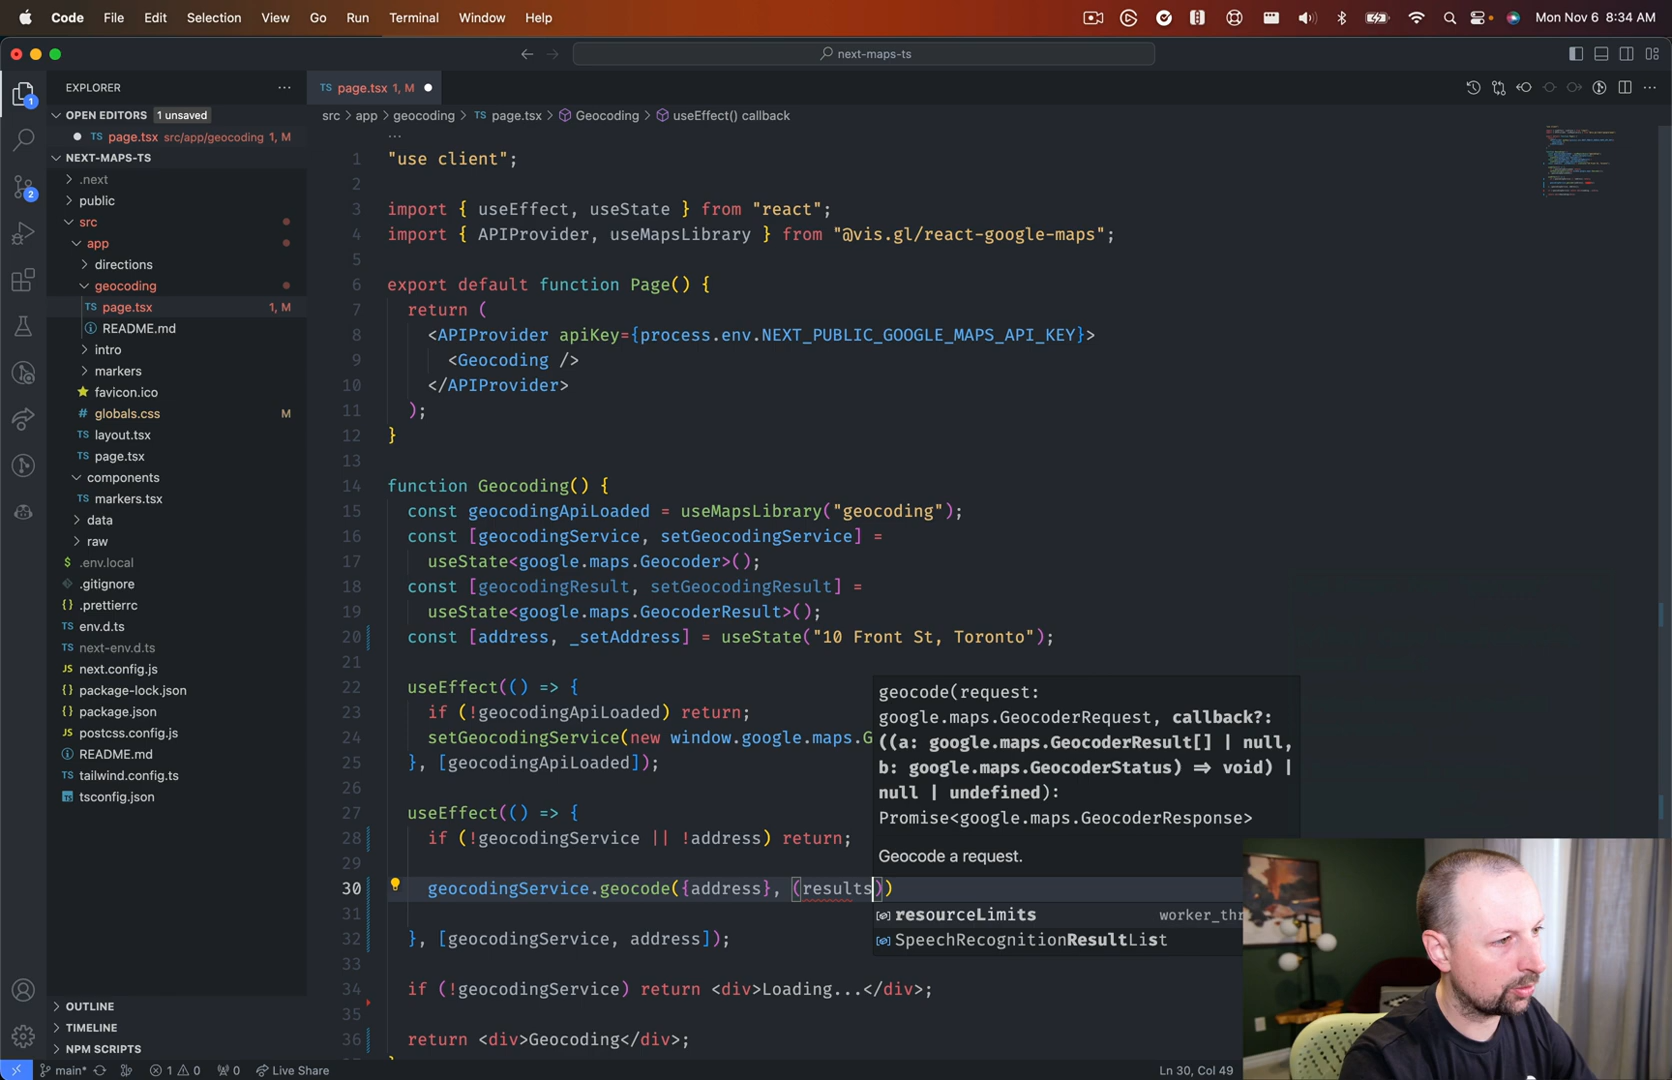 Code File Edit Selection View Go Run Terminal Window Help Mon Nov 6 8:34 AM
next-maps-ts
EXPLORER
OPEN EDITORS 1 unsaved
page.tsx src/app/geocoding 1, M
NEXT-MAPS-TS
.next
public
src
app
directions
geocoding
page.tsx 1, M
README.md
intro
markers
favicon.ico
globals.css M
layout.tsx
page.tsx
components
markers.tsx
data
raw
.env.local
.gitignore
.prettierrc
env.d.ts
next-env.d.ts
next.config.js
package-lock.json
package.json
postcss.config.js
README.md
tailwind.config.ts
tsconfig.json
OUTLINE
TIMELINE
NPM SCRIPTS
page.tsx 1, M
src > app > geocoding > page.tsx > Geocoding > useEffect() callback
1 "use client";
2
3 import { useEffect, useState } from "react";
4 import { APIProvider, useMapsLibrary } from "@vis.gl/react-google-maps";
5
6 export default function Page() {
7 return (
8 <APIProvider apiKey={process.env.NEXT_PUBLIC_GOOGLE_MAPS_API_KEY}>
9 <Geocoding />
10 </APIProvider>
11 );
12 }
13
14 function Geocoding() {
15 const geocodingApiLoaded = useMapsLibrary("geocoding");
16 const [geocodingService, setGeocodingService] =
17 useState<google.maps.Geocoder>();
18 const [geocodingResult, setGeocodingResult] =
19 useState<google.maps.GeocoderResult>();
20 const [address, _setAddress] = useState("10 Front St, Toronto");
21
22 useEffect(() => {
23 if (!geocodingApiLoaded) return;
24 setGeocodingService(new window.google.maps.G
25 }, [geocodingApiLoaded]);
26
27 useEffect(() => {
28 if (!geocodingService || !address) return;
29
30 geocodingService.geocode({address}, (results))
31
32 }, [geocodingService, address]);
33
34 if (!geocodingService) return <div>Loading...</div>;
35
36 return <div>Geocoding</div>;
geocode(request:
google.maps.GeocoderRequest, callback?:
((a: google.maps.GeocoderResult[] | null,
b: google.maps.GeocoderStatus) => void) |
null | undefined):
Promise<google.maps.GeocoderResponse>
Geocode a request.
resourceLimits worker_thr
SpeechRecognitionResultList
main* 1 0 0 Live Share Ln 30, Col 49